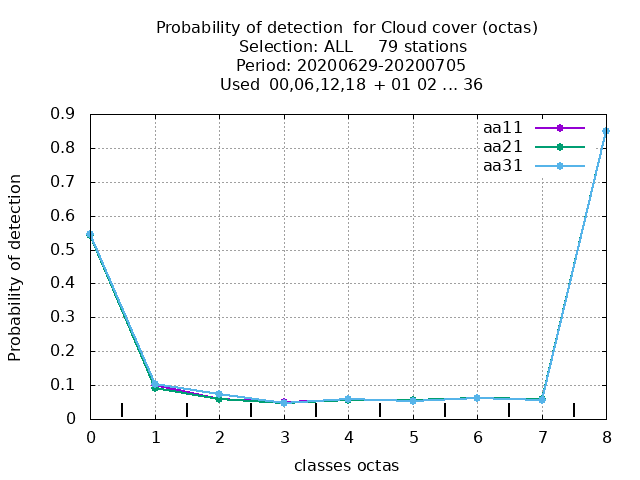 Probability of detection  for Cloud cover (octas)
Selection: ALL     79 stations
Period: 20200629-20200705
Used  00,06,12,18  + 01 02 ... 36
aa11
aa21
aa31
0.9
0.8
0.7
0.6
0.5
0.4
0.3
0.2
0.1
0
Probability of detection
0 1 2 3 4 5 6 7 8
classes octas